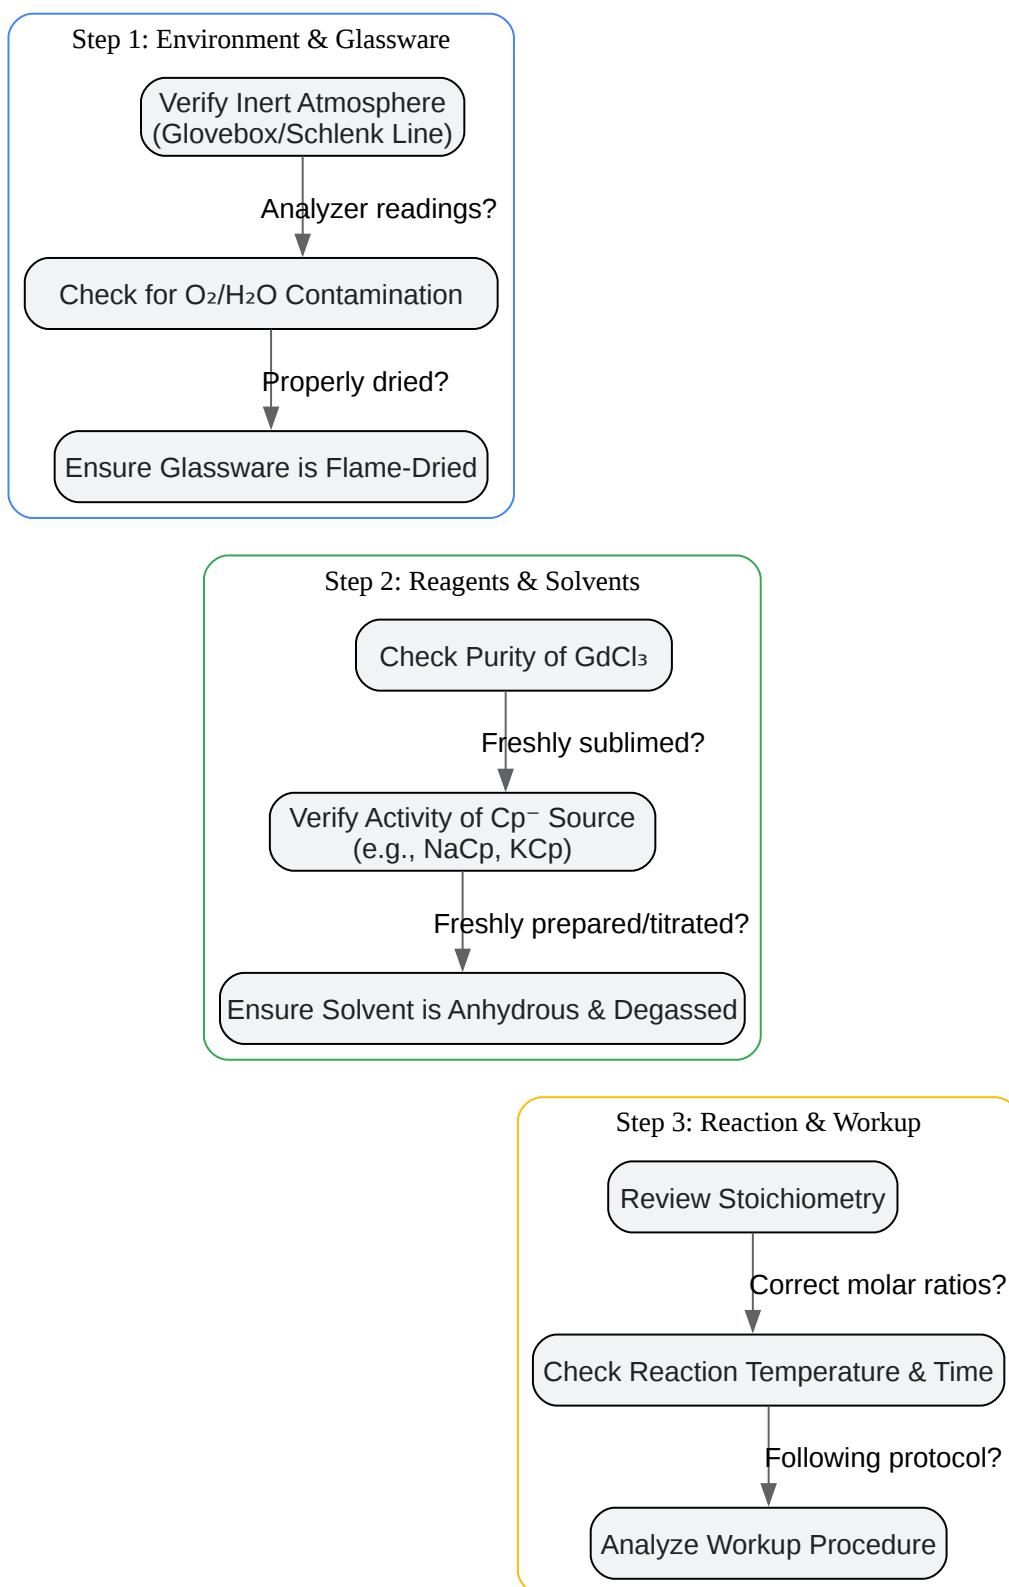 Step 1: Environment & Glassware
Verify Inert Atmosphere
(Glovebox/Schlenk Line)
Analyzer readings?
Check for O₂/H₂O Contamination
Properly dried?
Ensure Glassware is Flame-Dried
Step 2: Reagents & Solvents
Check Purity of GdCl₃
Freshly sublimed?
Verify Activity of Cp⁻ Source
(e.g., NaCp, KCp)
Freshly prepared/titrated?
Ensure Solvent is Anhydrous & Degassed
Step 3: Reaction & Workup
Review Stoichiometry
Correct molar ratios?
Check Reaction Temperature & Time
Following protocol?
Analyze Workup Procedure